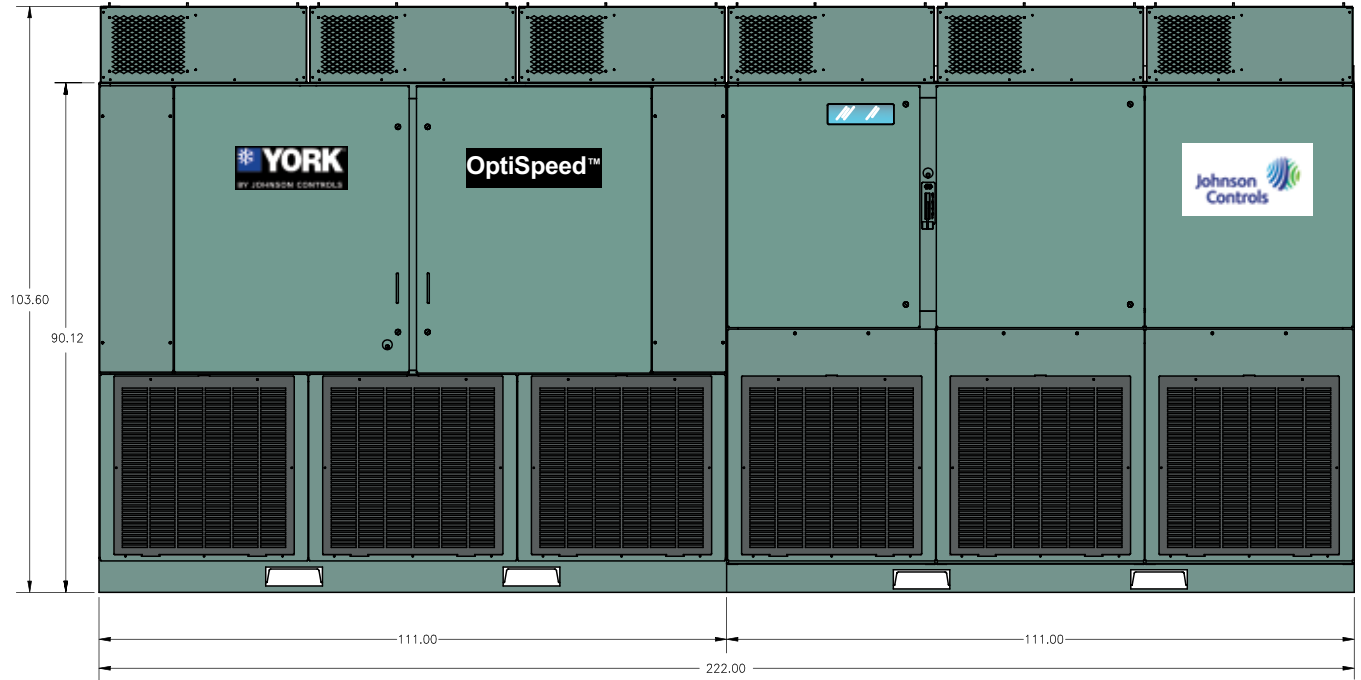 YORK
BY JOHNSON CONTROLS
OptiSpeed™
Johnson
Controls
103.60
90.12
111.00
111.00
222.00